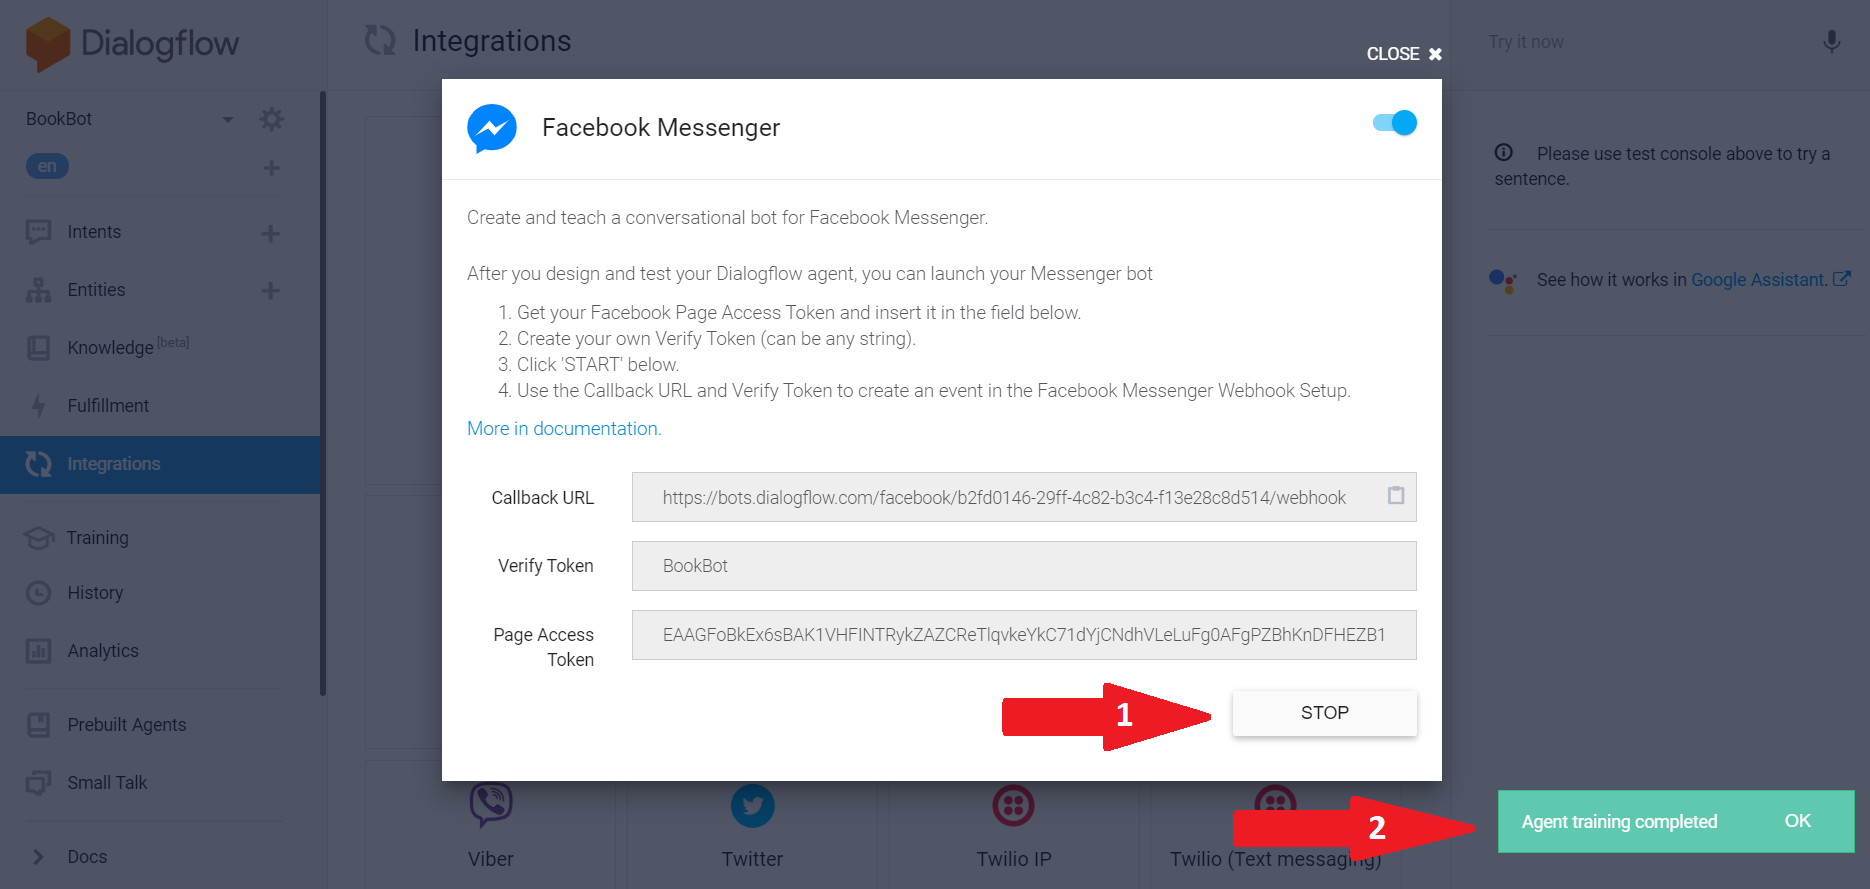 Dialogflow
BookBot
en
Intents
Entities
Knowledge [beta]
Fulfillment
Integrations
Training
History
Analytics
Prebuilt Agents
Small Talk
Docs
Integrations
CLOSE ✖
Facebook Messenger
Create and teach a conversational bot for Facebook Messenger.
After you design and test your Dialogflow agent, you can launch your Messenger bot
1. Get your Facebook Page Access Token and insert it in the field below.
2. Create your own Verify Token (can be any string).
3. Click 'START' below.
4. Use the Callback URL and Verify Token to create an event in the Facebook Messenger Webhook Setup.
More in documentation.
Callback URL
https://bots.dialogflow.com/facebook/b2fd0146-29ff-4c82-b3c4-f13e28c8d514/webhook
Verify Token
BookBot
Page Access
Token
EAAGFoBkEx6sBAK1VHFINTRykZAZCReTlqvkeYkC71dYjCNdhVLeLuFg0AFgPZBhKnDFHEZB1
1
STOP
Viber
Twitter
Twilio IP
Twilio (Text messaging)
Try it now
Please use test console above to try a
sentence.
See how it works in Google Assistant.
2
Agent training completed
OK